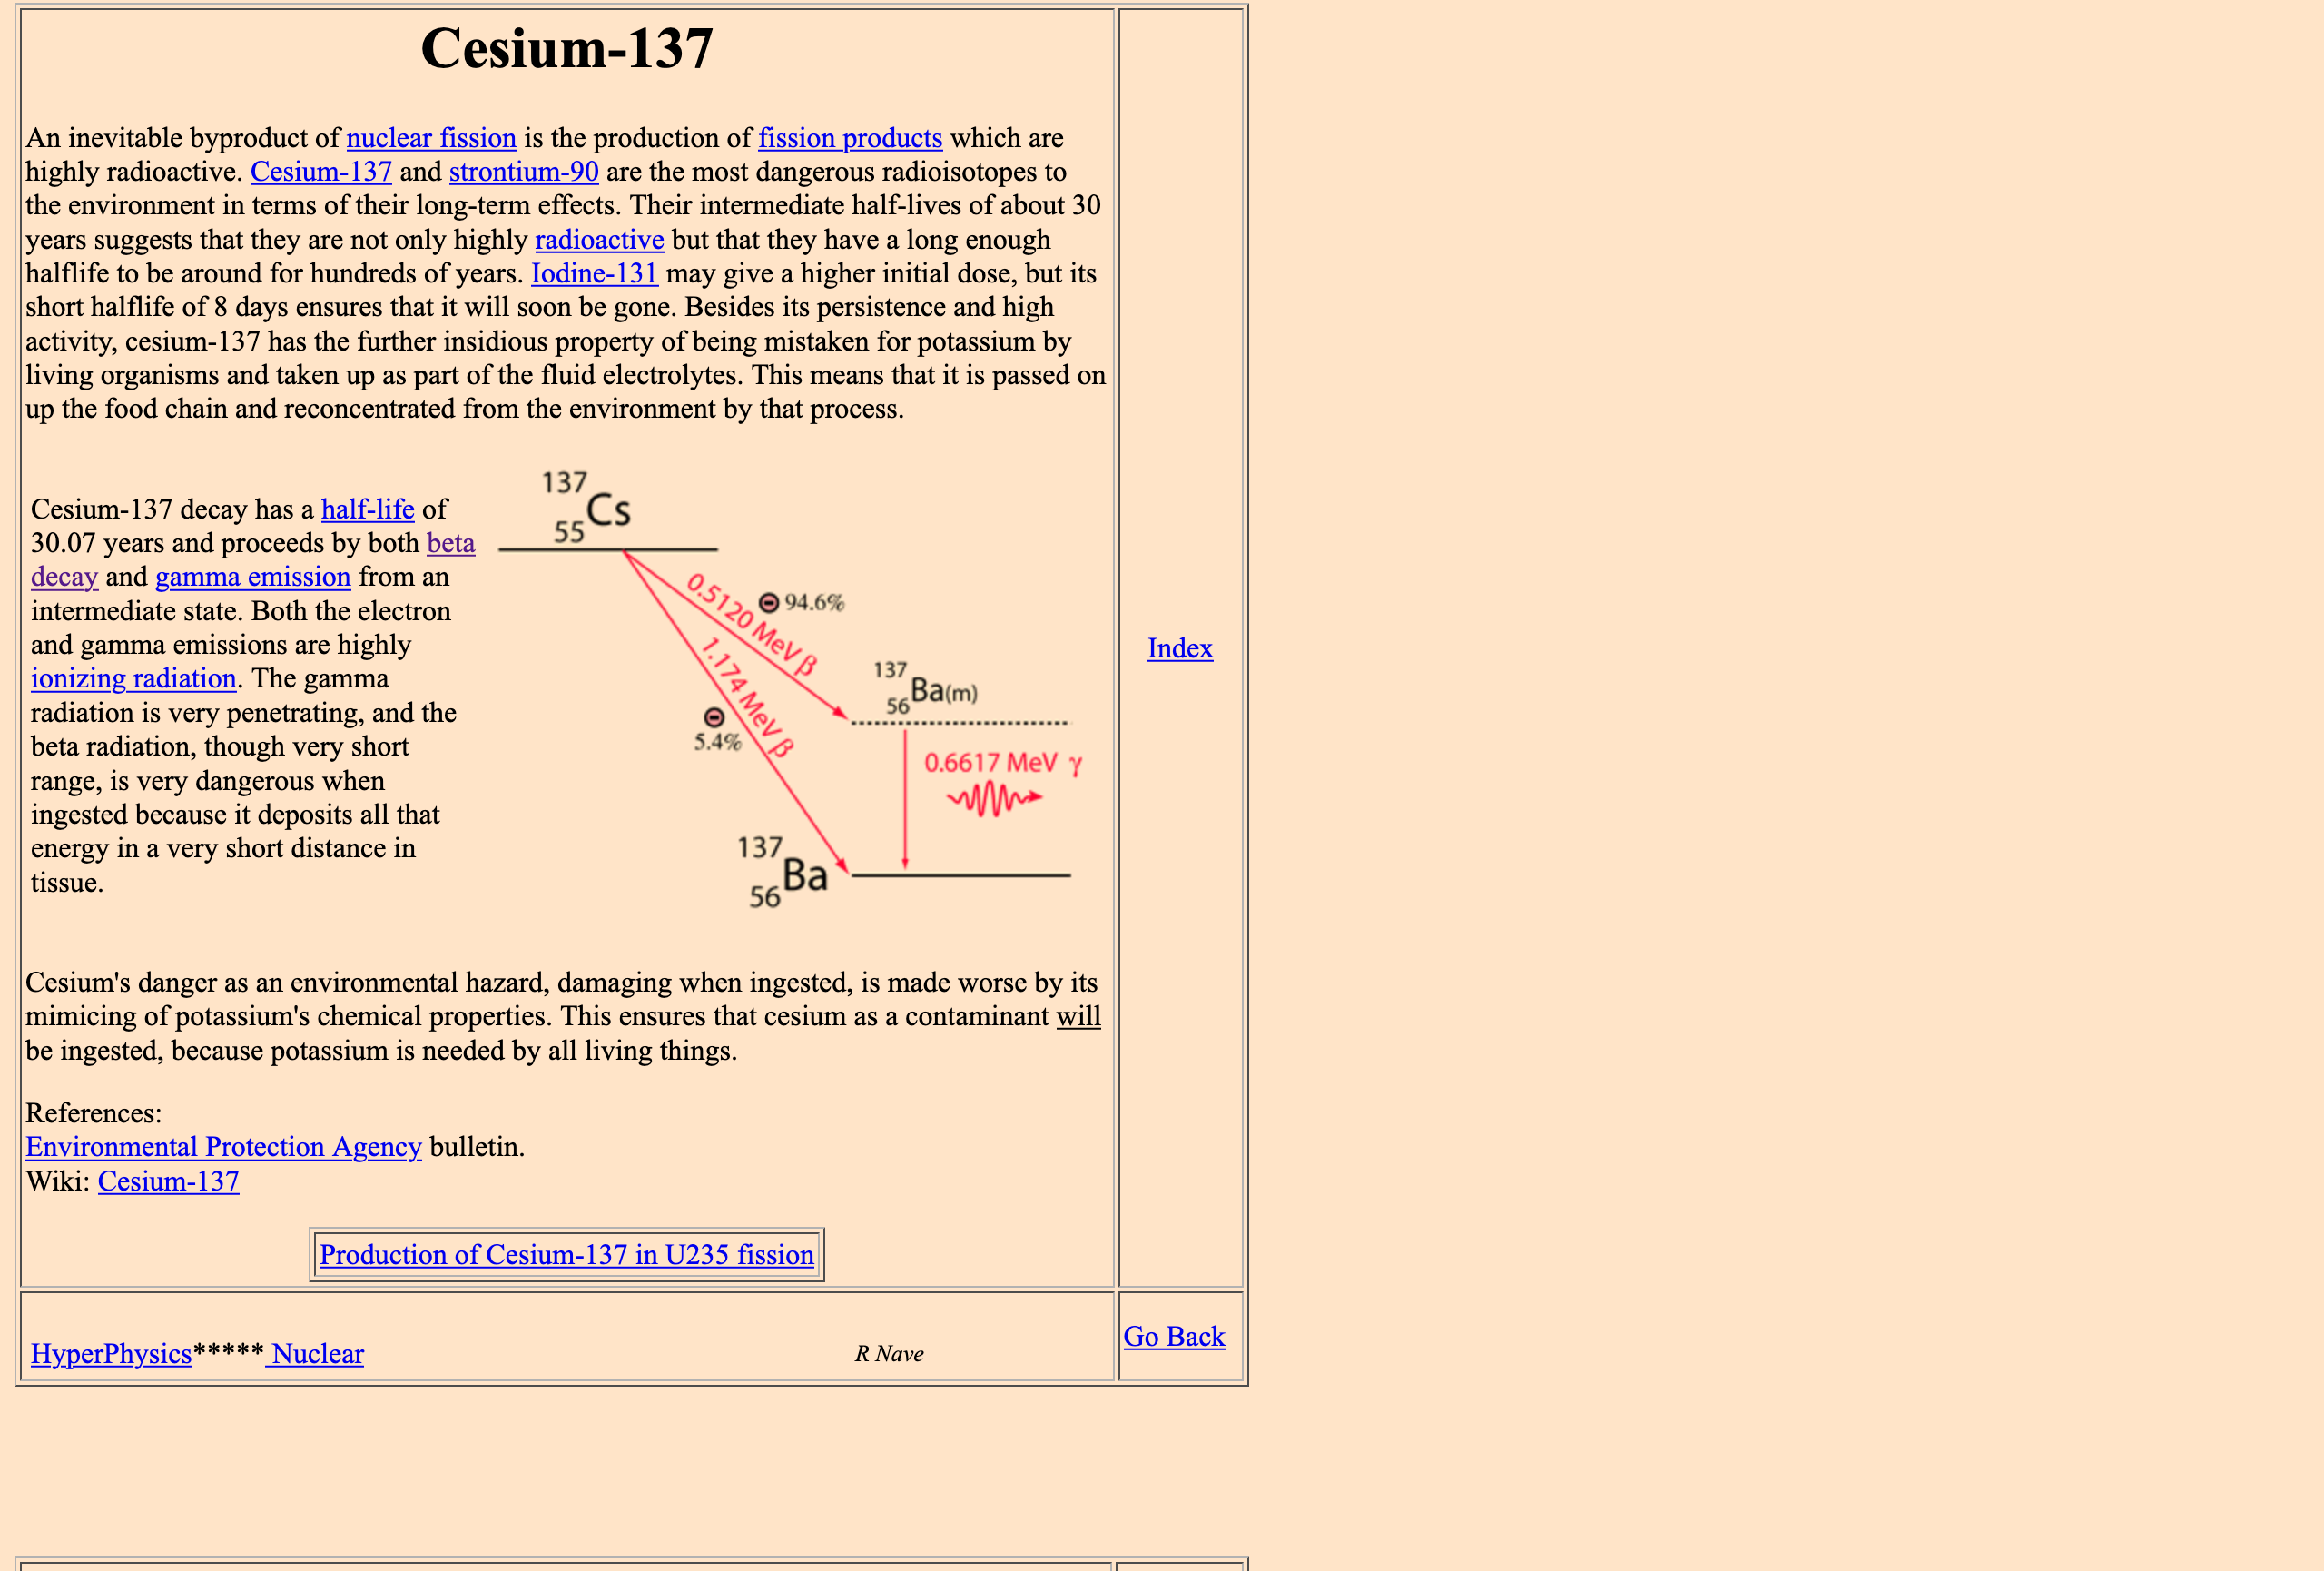 Cesium-137
An inevitable byproduct of nuclear fission is the production of fission products which are
highly radioactive. Cesium-137 and strontium-90 are the most dangerous radioisotopes to
the environment in terms of their long-term effects. Their intermediate half-lives of about 30
years suggests that they are not only highly radioactive but that they have a long enough
halflife to be around for hundreds of years. Iodine-131 may give a higher initial dose, but its
short halflife of 8 days ensures that it will soon be gone. Besides its persistence and high
activity, cesium-137 has the further insidious property of being mistaken for potassium by
living organisms and taken up as part of the fluid electrolytes. This means that it is passed on
up the food chain and reconcentrated from the environment by that process.
Cesium-137 decay has a half-life of
30.07 years and proceeds by both beta
decay and gamma emission from an
intermediate state. Both the electron
and gamma emissions are highly
ionizing radiation. The gamma
radiation is very penetrating, and the
beta radiation, though very short
range, is very dangerous when
ingested because it deposits all that
energy in a very short distance in
tissue.
137
55 Cs
0.5120 MeV β
94.6%
1.174 MeV β
5.4%
137
56 Ba(m)
0.6617 MeV γ
137
56 Ba
Index
Cesium's danger as an environmental hazard, damaging when ingested, is made worse by its
mimicing of potassium's chemical properties. This ensures that cesium as a contaminant will
be ingested, because potassium is needed by all living things.
References:
Environmental Protection Agency bulletin.
Wiki: Cesium-137
Production of Cesium-137 in U235 fission
HyperPhysics***** Nuclear
R Nave
Go Back